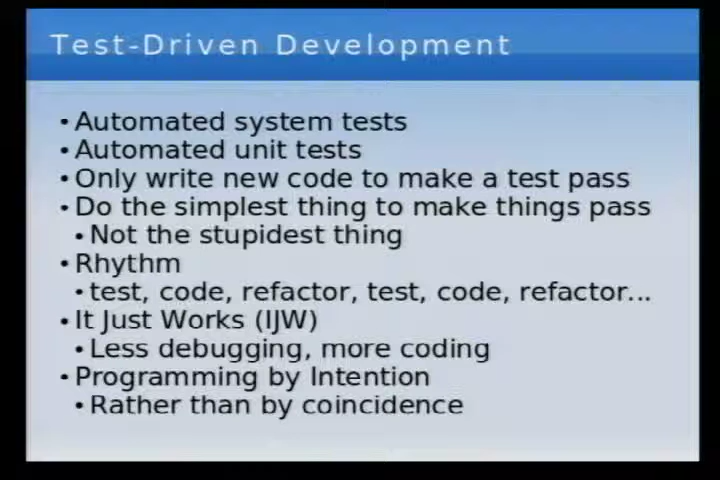 Test-Driven Development
• Automated system tests
• Automated unit tests
• Only write new code to make a test pass
• Do the simplest thing to make things pass
• Not the stupidest thing
• Rhythm
• test, code, refactor, test, code, refactor...
• It Just Works (IJW)
• Less debugging, more coding
• Programming by Intention
• Rather than by coincidence